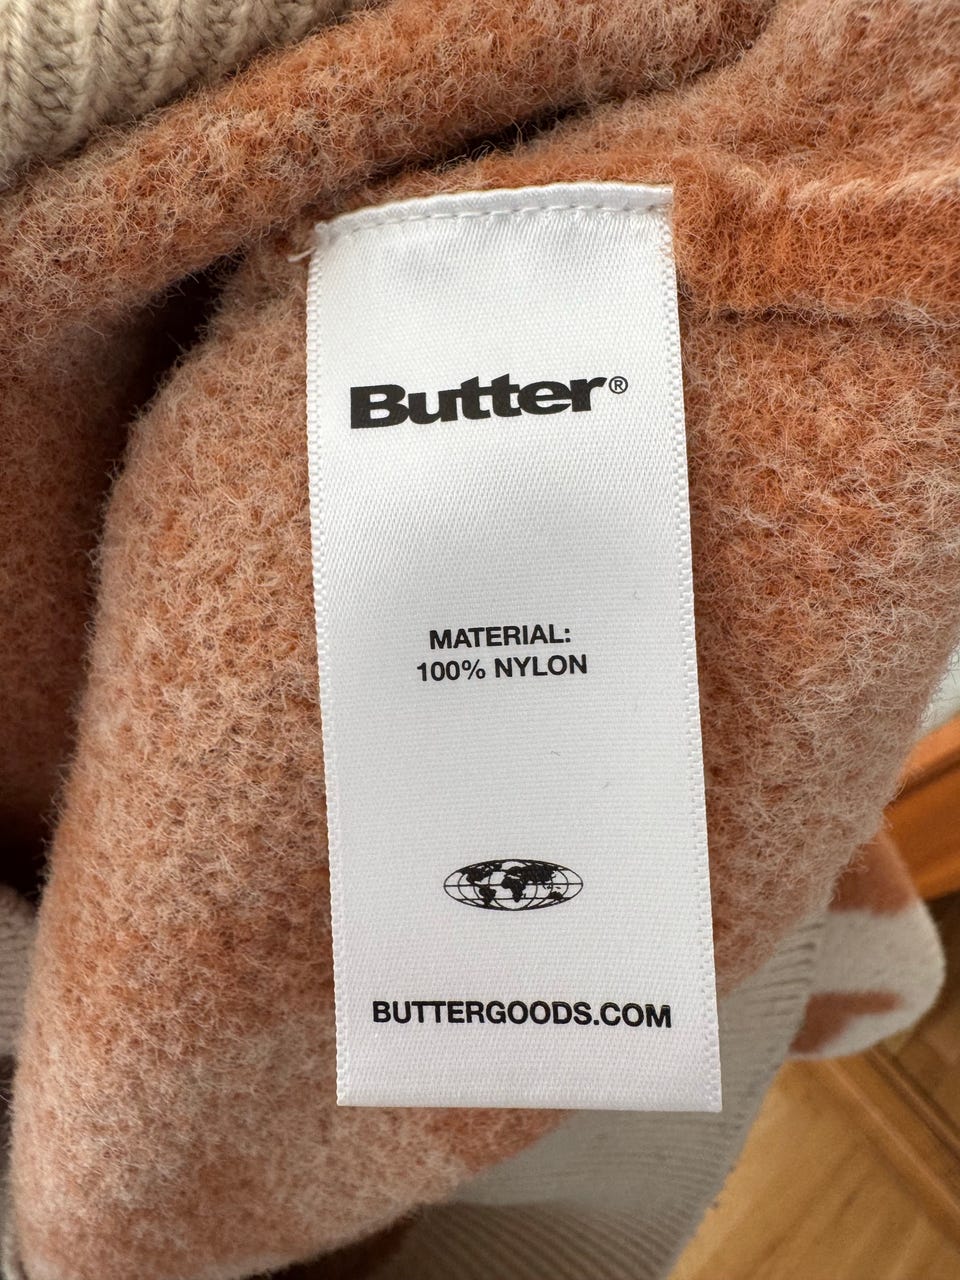 Butter®
MATERIAL:
100% NYLON
BUTTERGOODS.COM